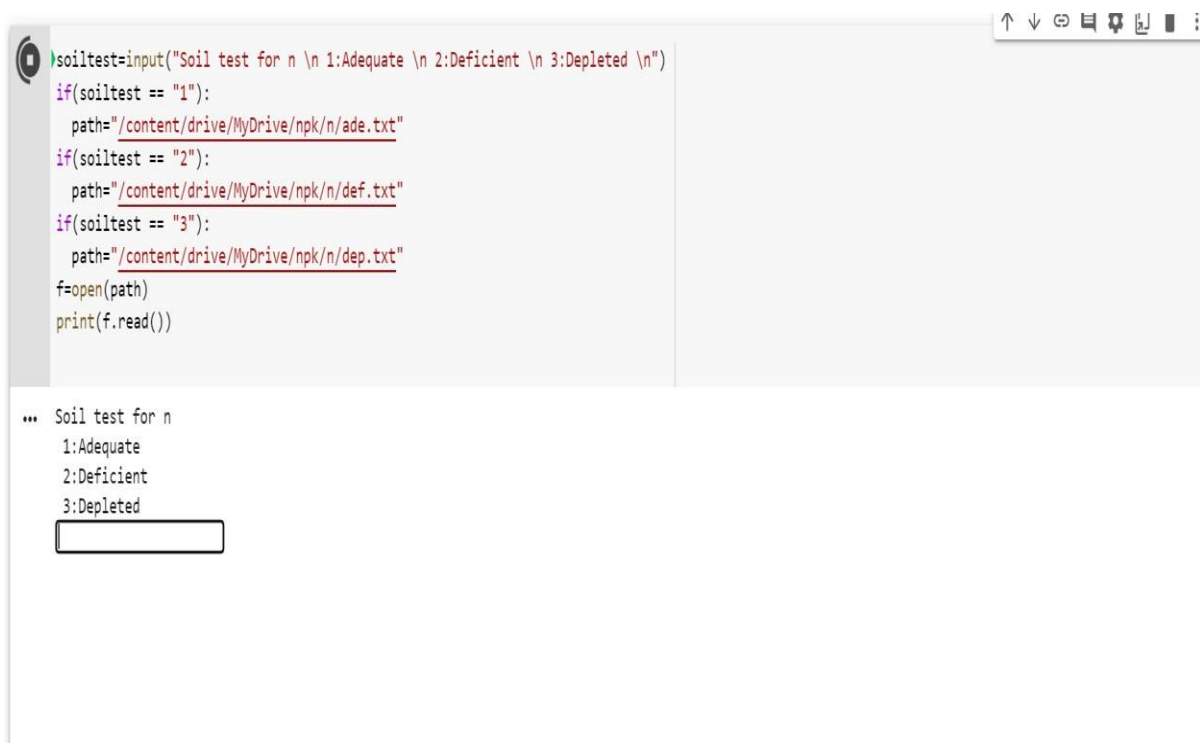 soiltest=input("Soil test for n \n 1:Adequate \n 2:Deficient \n 3:Depleted \n")
if(soiltest == "1"):
  path="/content/drive/MyDrive/npk/n/ade.txt"
if(soiltest == "2"):
  path="/content/drive/MyDrive/npk/n/def.txt"
if(soiltest == "3"):
  path="/content/drive/MyDrive/npk/n/dep.txt"
f=open(path)
print(f.read())
Soil test for n
 1:Adequate
 2:Deficient
 3:Depleted